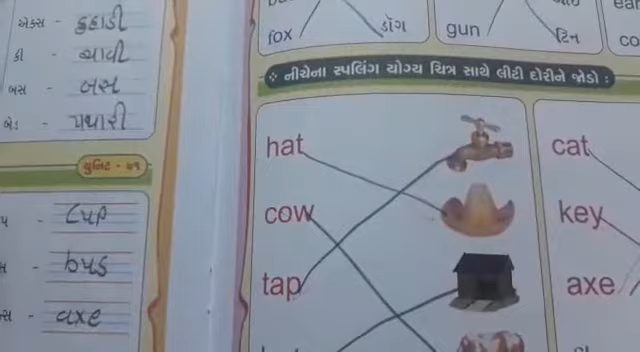 એક્સ - કુહાડી
કી - ચાવી
બસ - બસ
બેડ - પથારી
યુનિટ - ૭૧
- Cup
- bus
- axe
fox
ડૉગ
gun
ટિન
નીચેના સ્પેલિંગ યોગ્ય ચિત્ર સાથે લીટી દોરીને જોડો :
hat
cow
tap
cat
key
axe